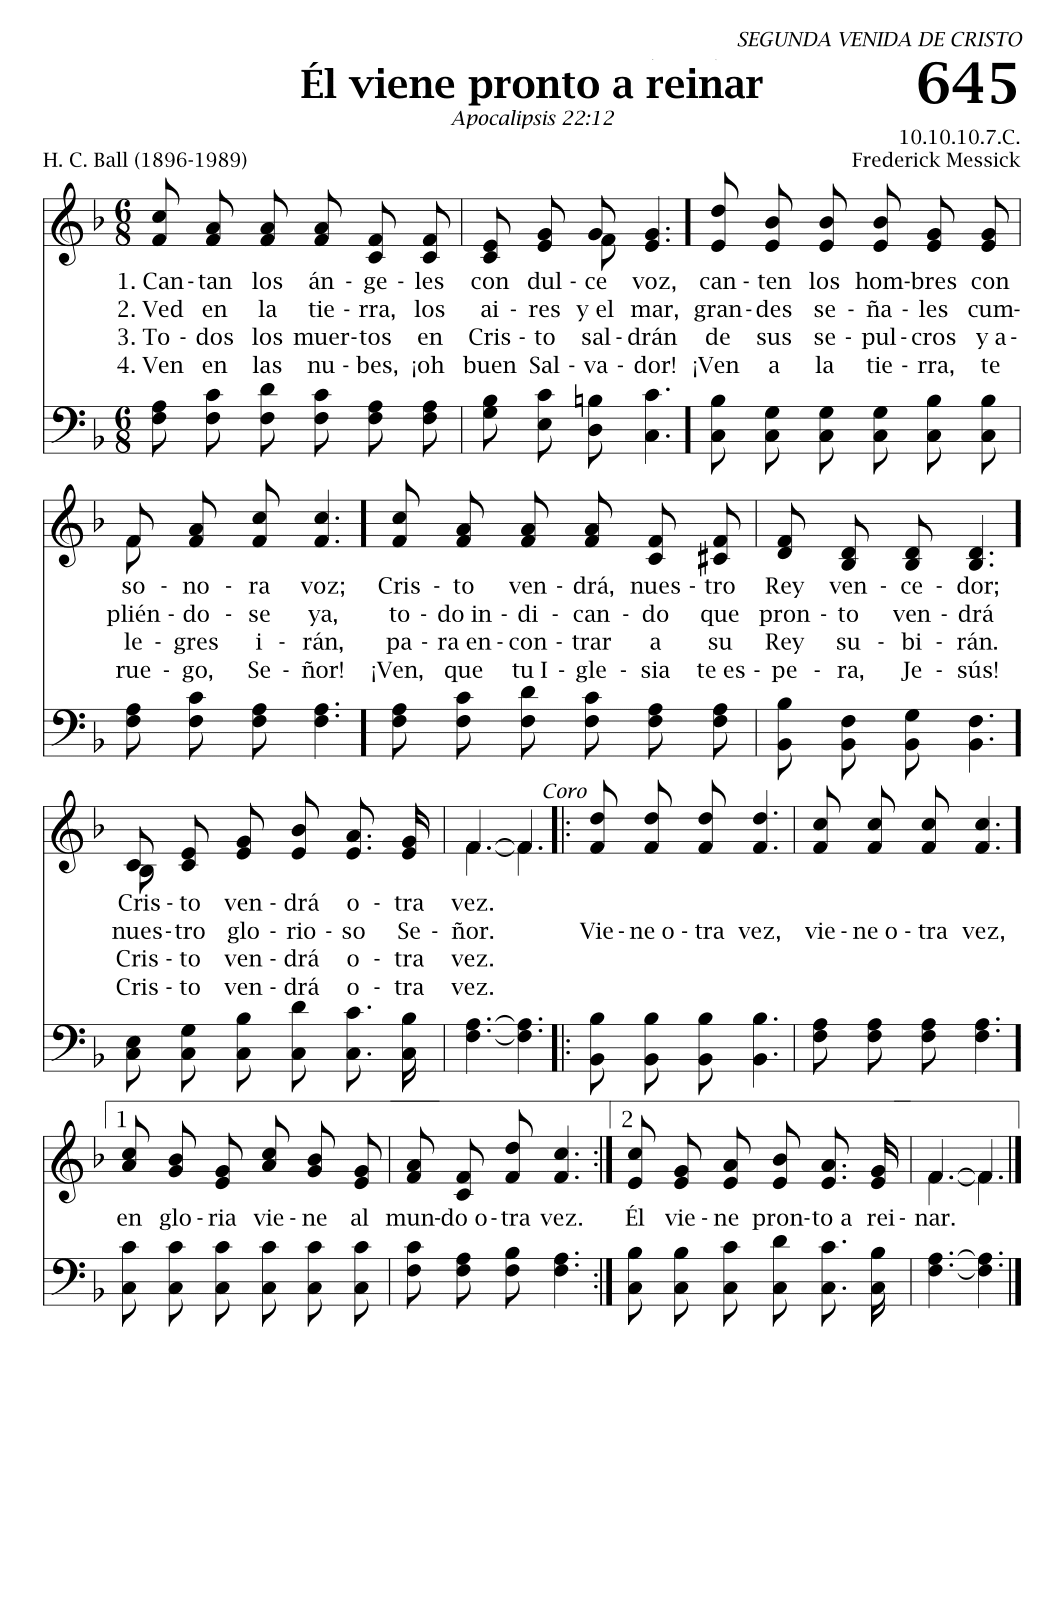 SEGUNDA VENIDA DE CRISTO
Él viene pronto a reinar 645
Apocalipsis 22:12
10.10.10.7.C.
H. C. Ball (1896-1989) Frederick Messick
1. Can - tan los án - ge - les con dul - ce voz, can - ten los hom - bres con
2. Ved en la tie - rra, los ai - res y el mar, gran - des se - ña - les cum -
3. To - dos los muer - tos en Cris - to sal - drán de sus se - pul - cros y a -
4. Ven en las nu - bes, ¡oh buen Sal - va - dor! ¡Ven a la tie - rra, te
so - no - ra voz; Cris - to ven - drá, nues - tro Rey ven - ce - dor;
plién - do - se ya, to - do in - di - can - do que pron - to ven - drá
le - gres i - rán, pa - ra en - con - trar a su Rey su - bi - rán.
rue - go, Se - ñor! ¡Ven, que tu I - gle - sia te es - pe - ra, Je - sús!
Coro
Cris - to ven - drá o - tra vez.
nues - tro glo - rio - so Se - ñor. Vie - ne o - tra vez, vie - ne o - tra vez,
Cris - to ven - drá o - tra vez.
Cris - to ven - drá o - tra vez.
1 2
en glo - ria vie - ne al mun - do o - tra vez. Él vie - ne pron - to a rei - nar.